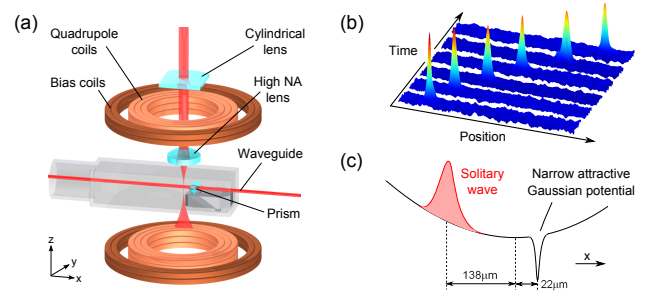 (a)
Quadrupole
coils
Bias coils
Cylindrical
lens
High NA
lens
Waveguide
Prism
z
y
x
(b)
Time
Position
(c)
Solitary
wave
Narrow attractive
Gaussian potential
x
138μm
22μm